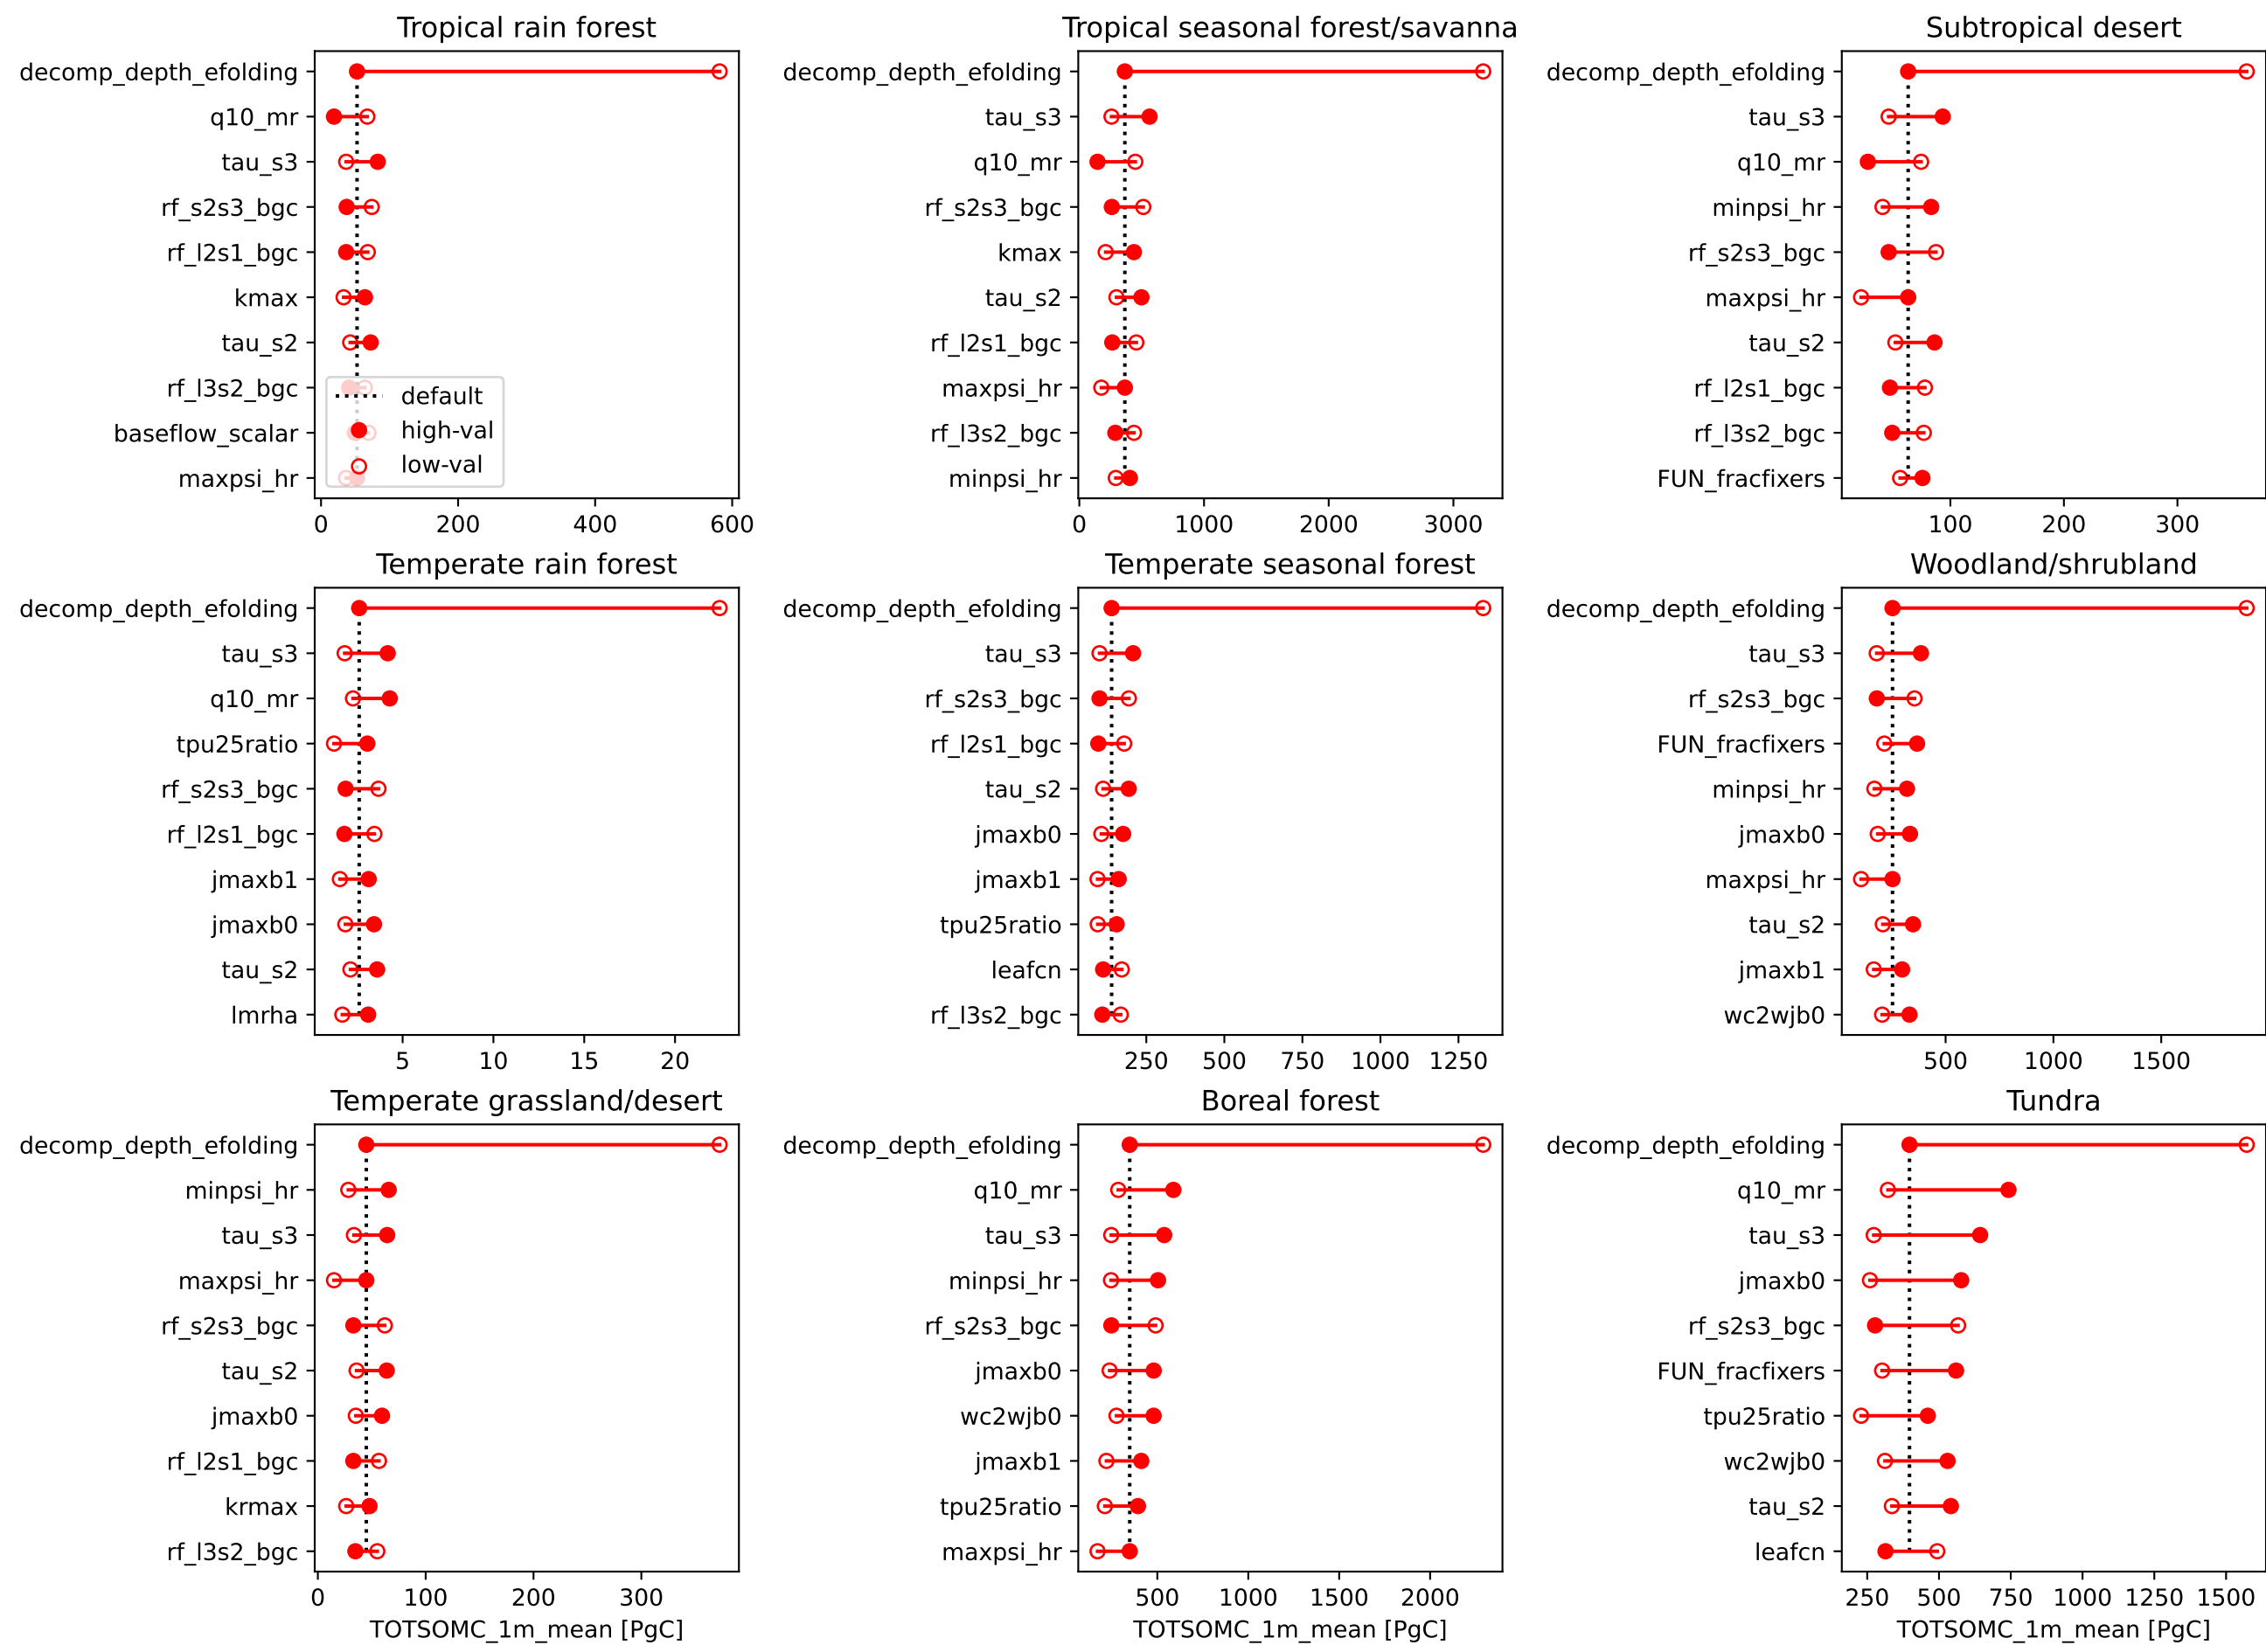 Tropical rain forest
decomp_depth_efolding
q10_mr
tau_s3
rf_s2s3_bgc
rf_l2s1_bgc
kmax
tau_s2
rf_l3s2_bgc
baseflow_scalar
maxpsi_hr
default
high-val
low-val
0 200 400 600
Tropical seasonal forest/savanna
decomp_depth_efolding
tau_s3
q10_mr
rf_s2s3_bgc
kmax
tau_s2
rf_l2s1_bgc
maxpsi_hr
rf_l3s2_bgc
minpsi_hr
0 1000 2000 3000
Subtropical desert
decomp_depth_efolding
tau_s3
q10_mr
minpsi_hr
rf_s2s3_bgc
maxpsi_hr
tau_s2
rf_l2s1_bgc
rf_l3s2_bgc
FUN_fracfixers
100 200 300
Temperate rain forest
decomp_depth_efolding
tau_s3
q10_mr
tpu25ratio
rf_s2s3_bgc
rf_l2s1_bgc
jmaxb1
jmaxb0
tau_s2
lmrha
5 10 15 20
Temperate seasonal forest
decomp_depth_efolding
tau_s3
rf_s2s3_bgc
rf_l2s1_bgc
tau_s2
jmaxb0
jmaxb1
tpu25ratio
leafcn
rf_l3s2_bgc
250 500 750 1000 1250
Woodland/shrubland
decomp_depth_efolding
tau_s3
rf_s2s3_bgc
FUN_fracfixers
minpsi_hr
jmaxb0
maxpsi_hr
tau_s2
jmaxb1
wc2wjb0
500 1000 1500
Temperate grassland/desert
decomp_depth_efolding
minpsi_hr
tau_s3
maxpsi_hr
rf_s2s3_bgc
tau_s2
jmaxb0
rf_l2s1_bgc
krmax
rf_l3s2_bgc
0 100 200 300
TOTSOMC_1m_mean [PgC]
Boreal forest
decomp_depth_efolding
q10_mr
tau_s3
minpsi_hr
rf_s2s3_bgc
jmaxb0
wc2wjb0
jmaxb1
tpu25ratio
maxpsi_hr
500 1000 1500 2000
TOTSOMC_1m_mean [PgC]
Tundra
decomp_depth_efolding
q10_mr
tau_s3
jmaxb0
rf_s2s3_bgc
FUN_fracfixers
tpu25ratio
wc2wjb0
tau_s2
leafcn
250 500 750 1000 1250 1500
TOTSOMC_1m_mean [PgC]